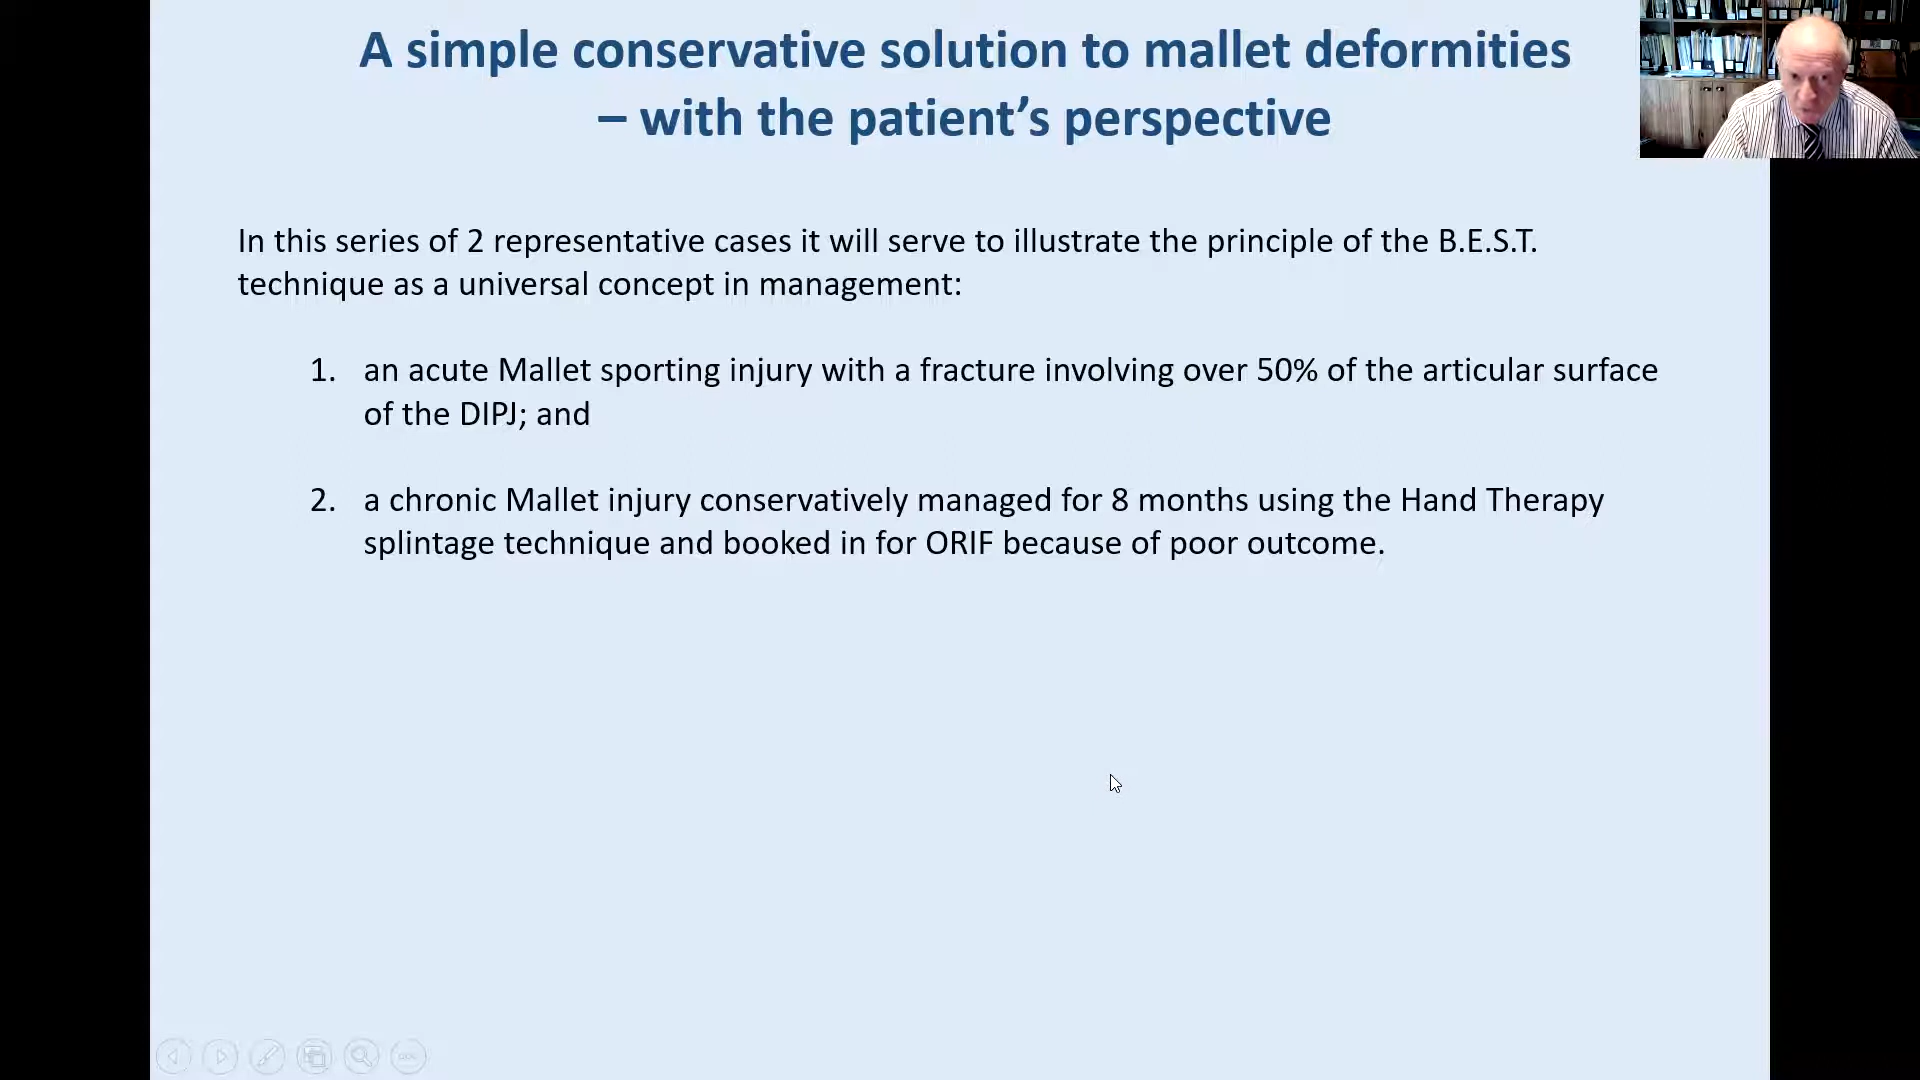 A simple conservative solution to mallet deformities
– with the patient’s perspective
In this series of 2 representative cases it will serve to illustrate the principle of the B.E.S.T.
technique as a universal concept in management:
1. an acute Mallet sporting injury with a fracture involving over 50% of the articular surface
of the DIPJ; and
2. a chronic Mallet injury conservatively managed for 8 months using the Hand Therapy
splintage technique and booked in for ORIF because of poor outcome.